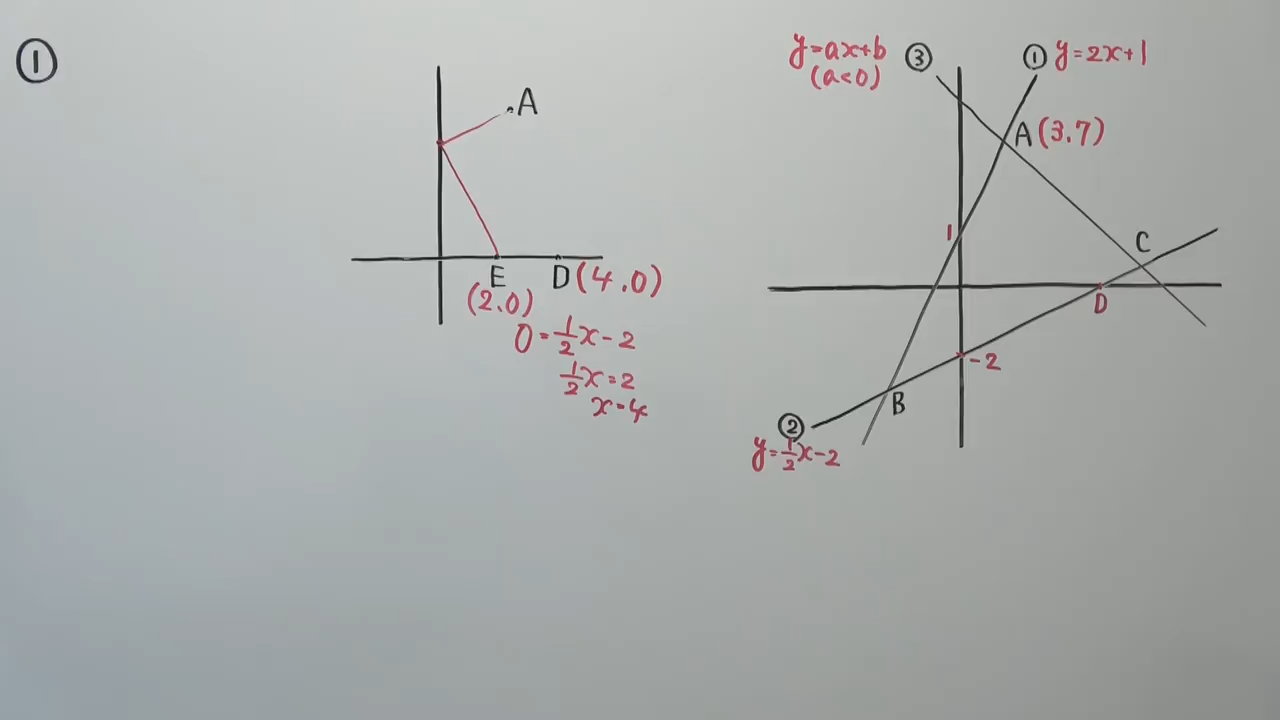 ①
A
E
D(4.0)
(2.0)
0=½x-2
½x=2
x=4
y=ax+b ③
(a<0)
① y=2x+1
A(3.7)
1
C
D
-2
B
②
y=½x-2